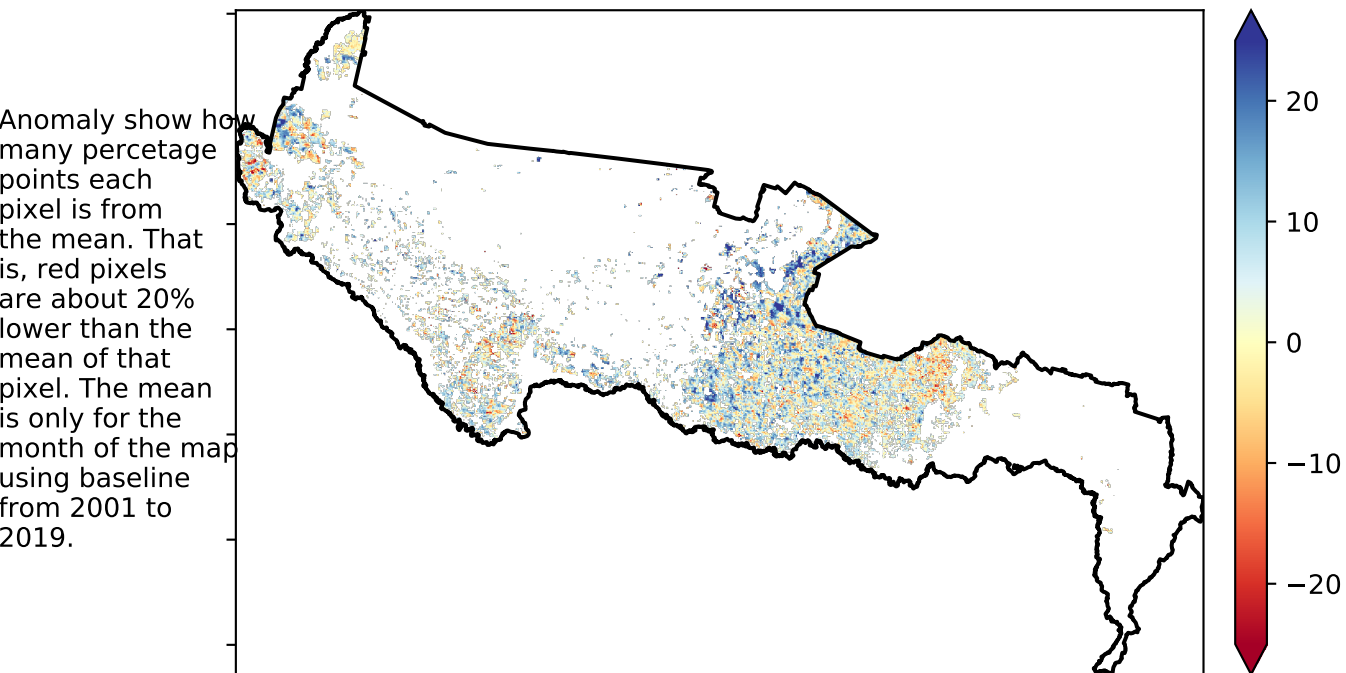 Anomaly show how
many percetage
points each
pixel is from
the mean. That
is, red pixels
are about 20%
lower than the
mean of that
pixel. The mean
is only for the
month of the map
using baseline
from 2001 to
2019.
20
10
0
−10
−20